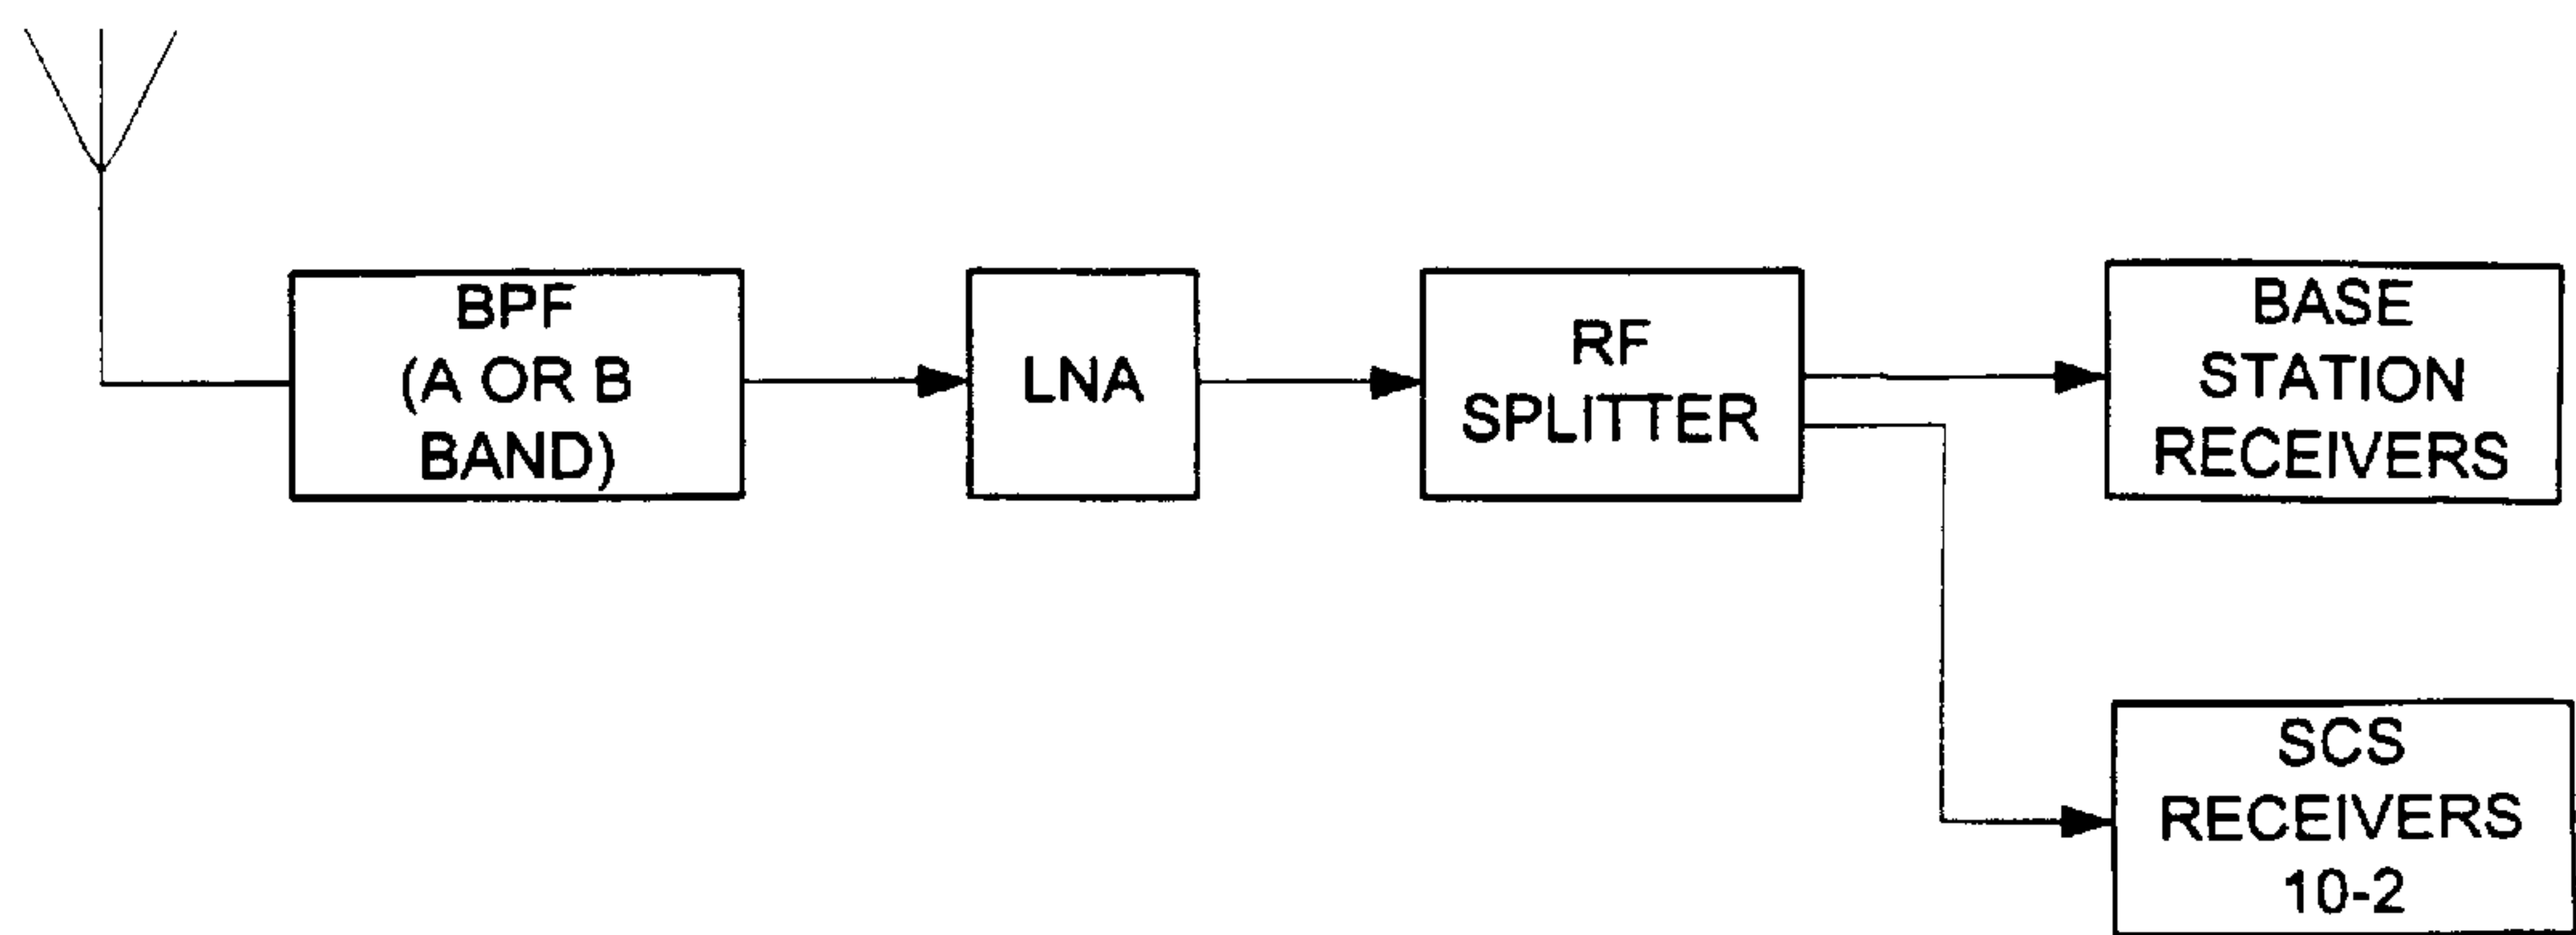 BPF
(A OR B
BAND)
LNA
RF
SPLITTER
BASE
STATION
RECEIVERS
SCS
RECEIVERS
10-2